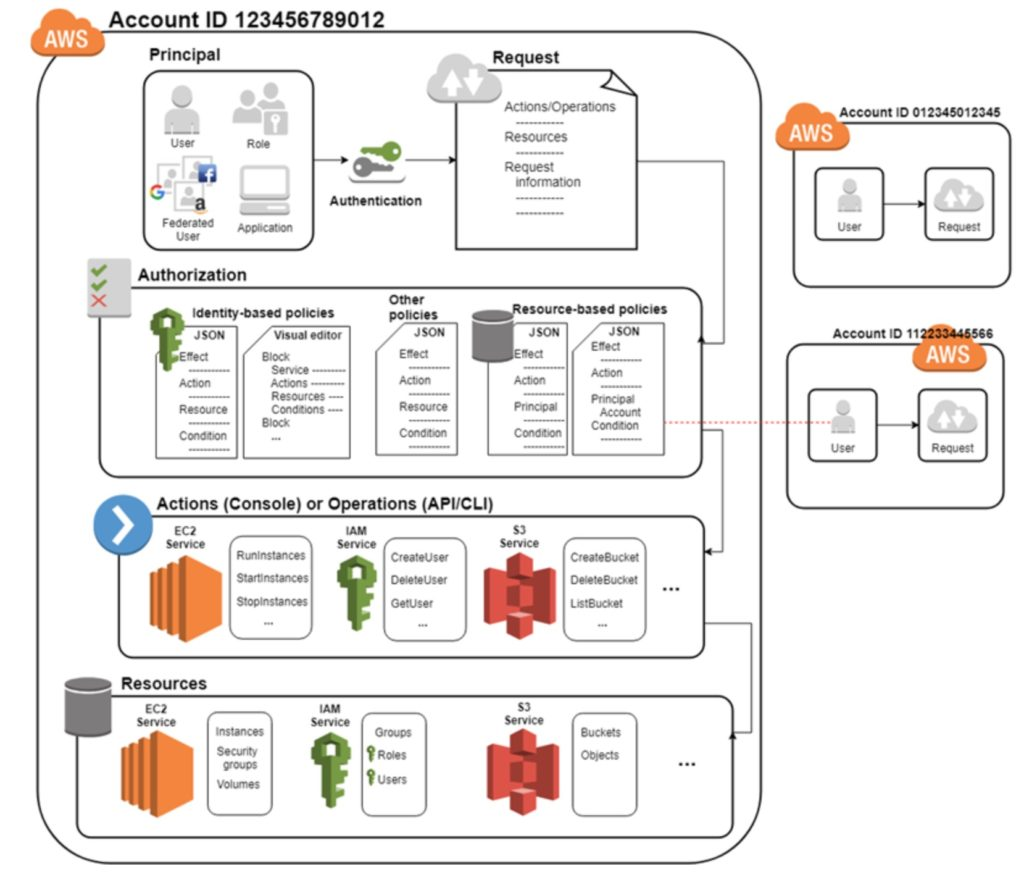 Account ID 123456789012
AWS
Principal
User
Role
G
f
a
Federated
User
Application
Authentication
Request
Actions/Operations
-----------
Resources
-----------
Request
information
-----------
-----------
Account ID 012345012345
AWS
User
Request
Authorization
Identity-based policies
JSON
Effect
---------
Action
---------
Resource
---------
Condition
---------
Visual editor
Block
Service --------
Actions ---------
Resources ----
Conditions ----
Block
...
Other
policies
JSON
Effect
---------
Action
---------
Resource
---------
Condition
---------
Resource-based policies
JSON
Effect
---------
Action
---------
Principal
---------
Condition
---------
JSON
Effect
---------
Action
---------
Principal
Account
Condition
---------
Account ID 112233445566
AWS
User
Request
Actions (Console) or Operations (API/CLI)
EC2
Service
RunInstances
StartInstances
StopInstances
...
IAM
Service
CreateUser
DeleteUser
GetUser
...
S3
Service
CreateBucket
DeleteBucket
ListBucket
...
...
Resources
EC2
Service
Instances
Security
groups
Volumes
IAM
Service
Groups
Roles
Users
S3
Service
Buckets
Objects
...